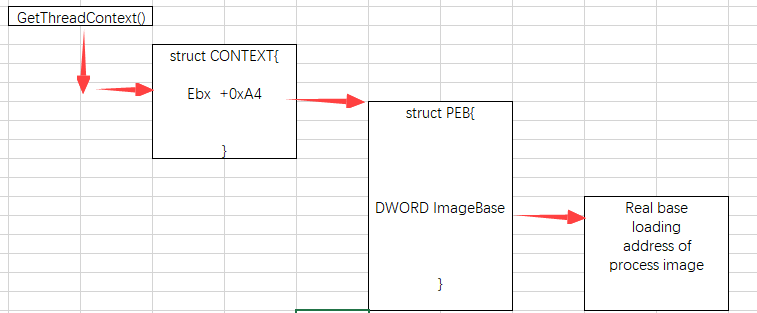 GetThreadContext()
struct CONTEXT{
Ebx +0xA4
}
struct PEB{
DWORD ImageBase
}
Real base
loading
address of
process image